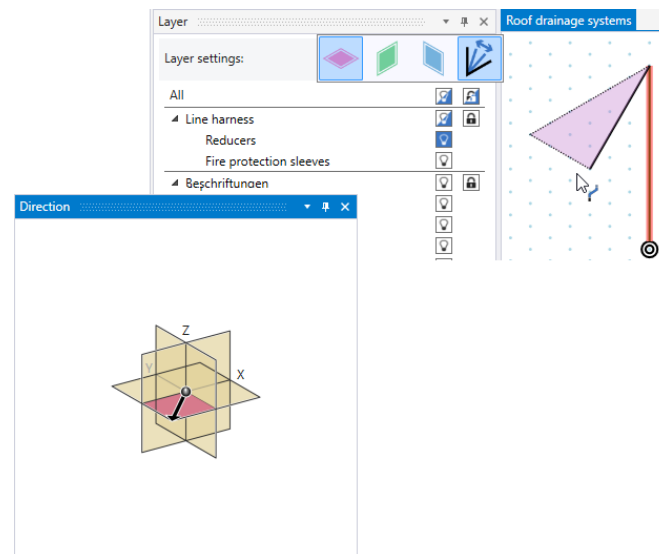 Layer
Roof drainage systems
Layer settings:
All
Line harness
Reducers
Fire protection sleeves
Beschriftungen
Direction
Z
Y
X